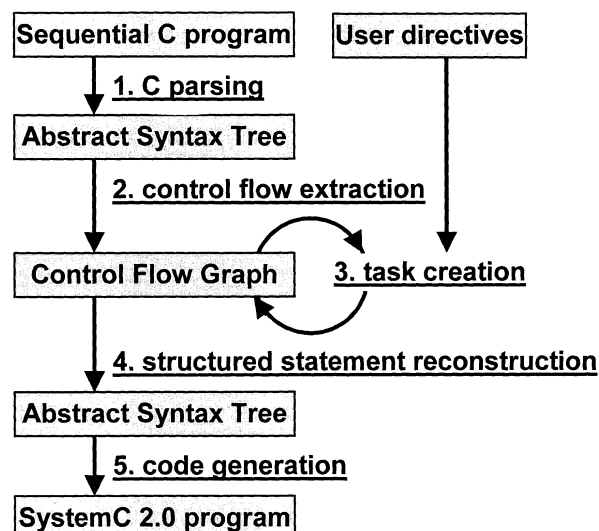 Sequential C program
User directives
1. C parsing
Abstract Syntax Tree
2. control flow extraction
Control Flow Graph
3. task creation
4. structured statement reconstruction
Abstract Syntax Tree
5. code generation
SystemC 2.0 program